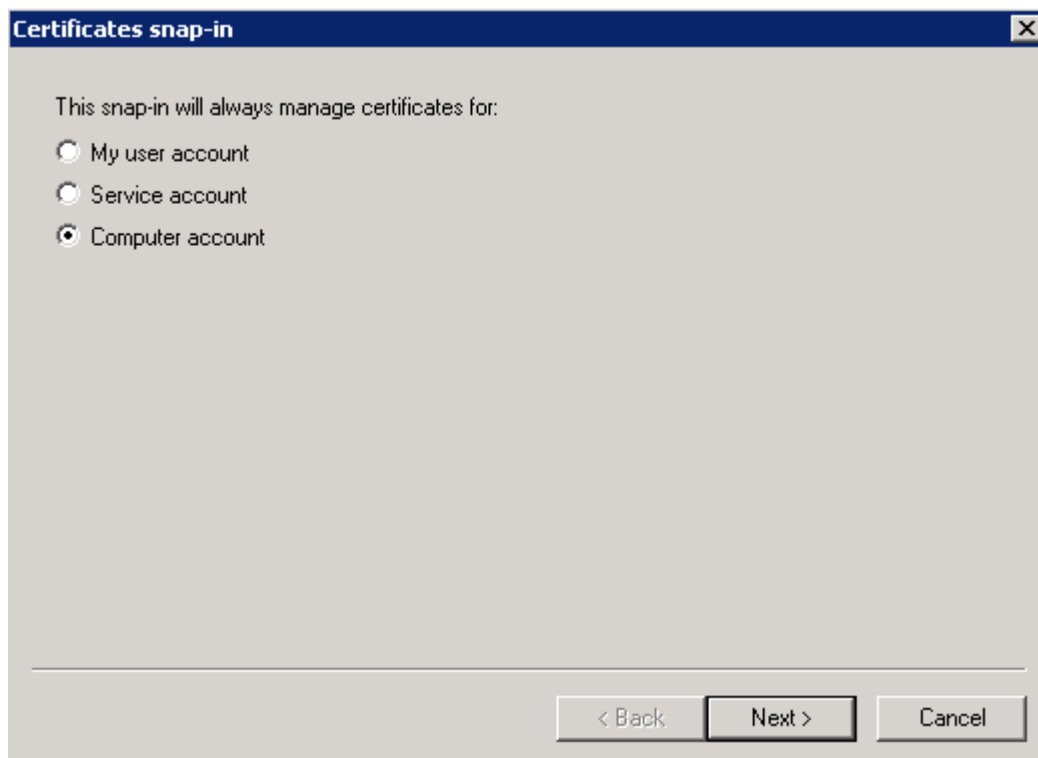 Certificates snap-in
This snap-in will always manage certificates for:
My user account
Service account
Computer account
< Back
Next >
Cancel